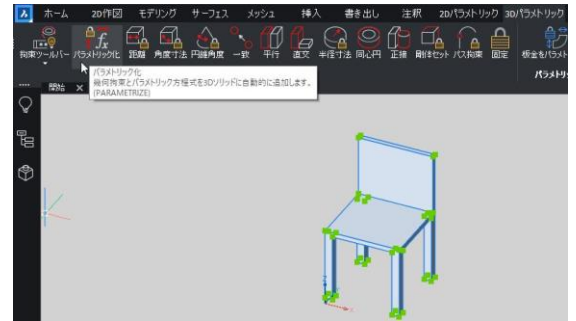 ホーム 2D作図 モデリング サーフェス メッシュ 挿入 書き出し 注釈 2Dパラメトリック 3Dパラメトリック
拘束ツールバー パラメトリック化 距離 角度寸法 円錐角度 一致 平行 直交 半径寸法 同心円 正接 剛体セット パス拘束 固定 板金をパラメト
パラメトリッ
パラメトリック化
幾何拘束とパラメトリック方程式を3Dソリッドに自動的に追加します。
(PARAMETRIZE)
開始